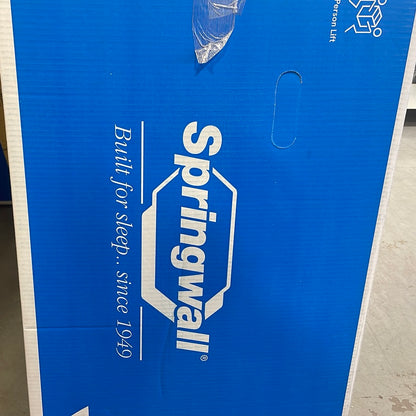 Person Lift
Springwall®
Built for sleep.. since 1949